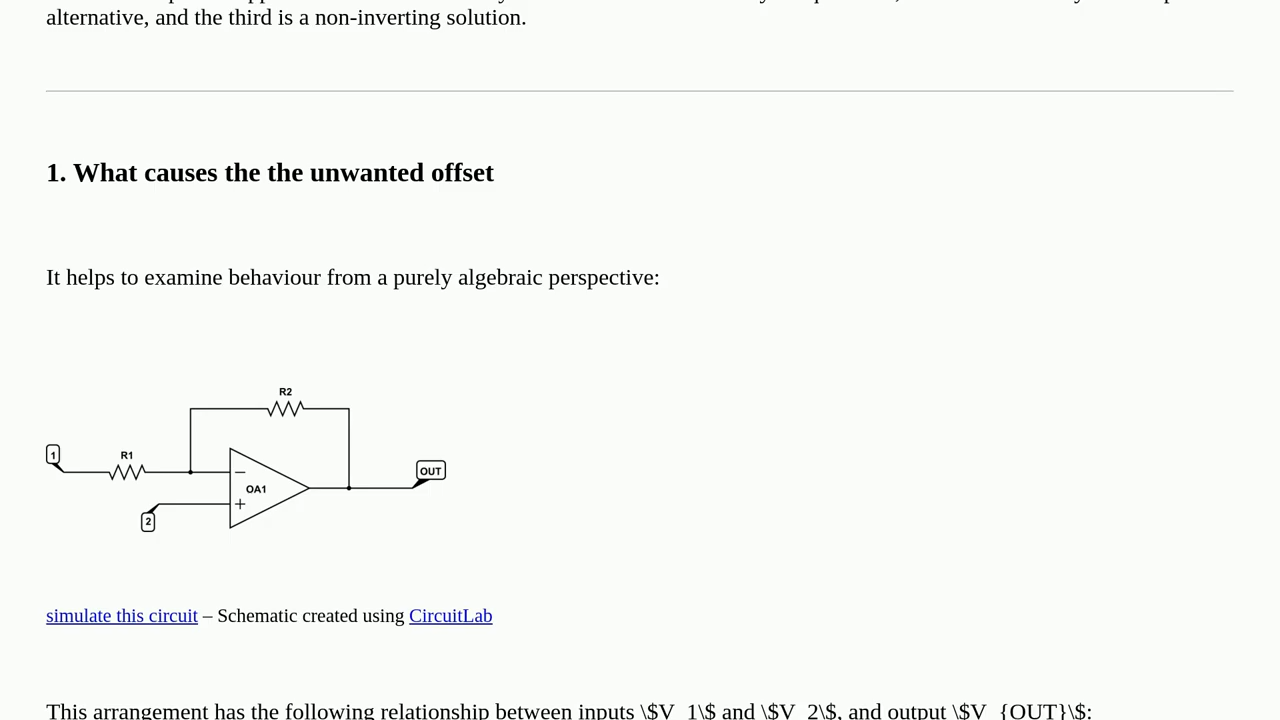 alternative, and the third is a non-inverting solution.
1. What causes the the unwanted offset
It helps to examine behaviour from a purely algebraic perspective:
R2
1
R1
OUT
OA1
2
simulate this circuit – Schematic created using CircuitLab
This arrangement has the following relationship between inputs \$V_1\$ and \$V_2\$, and output \$V_{OUT}\$: